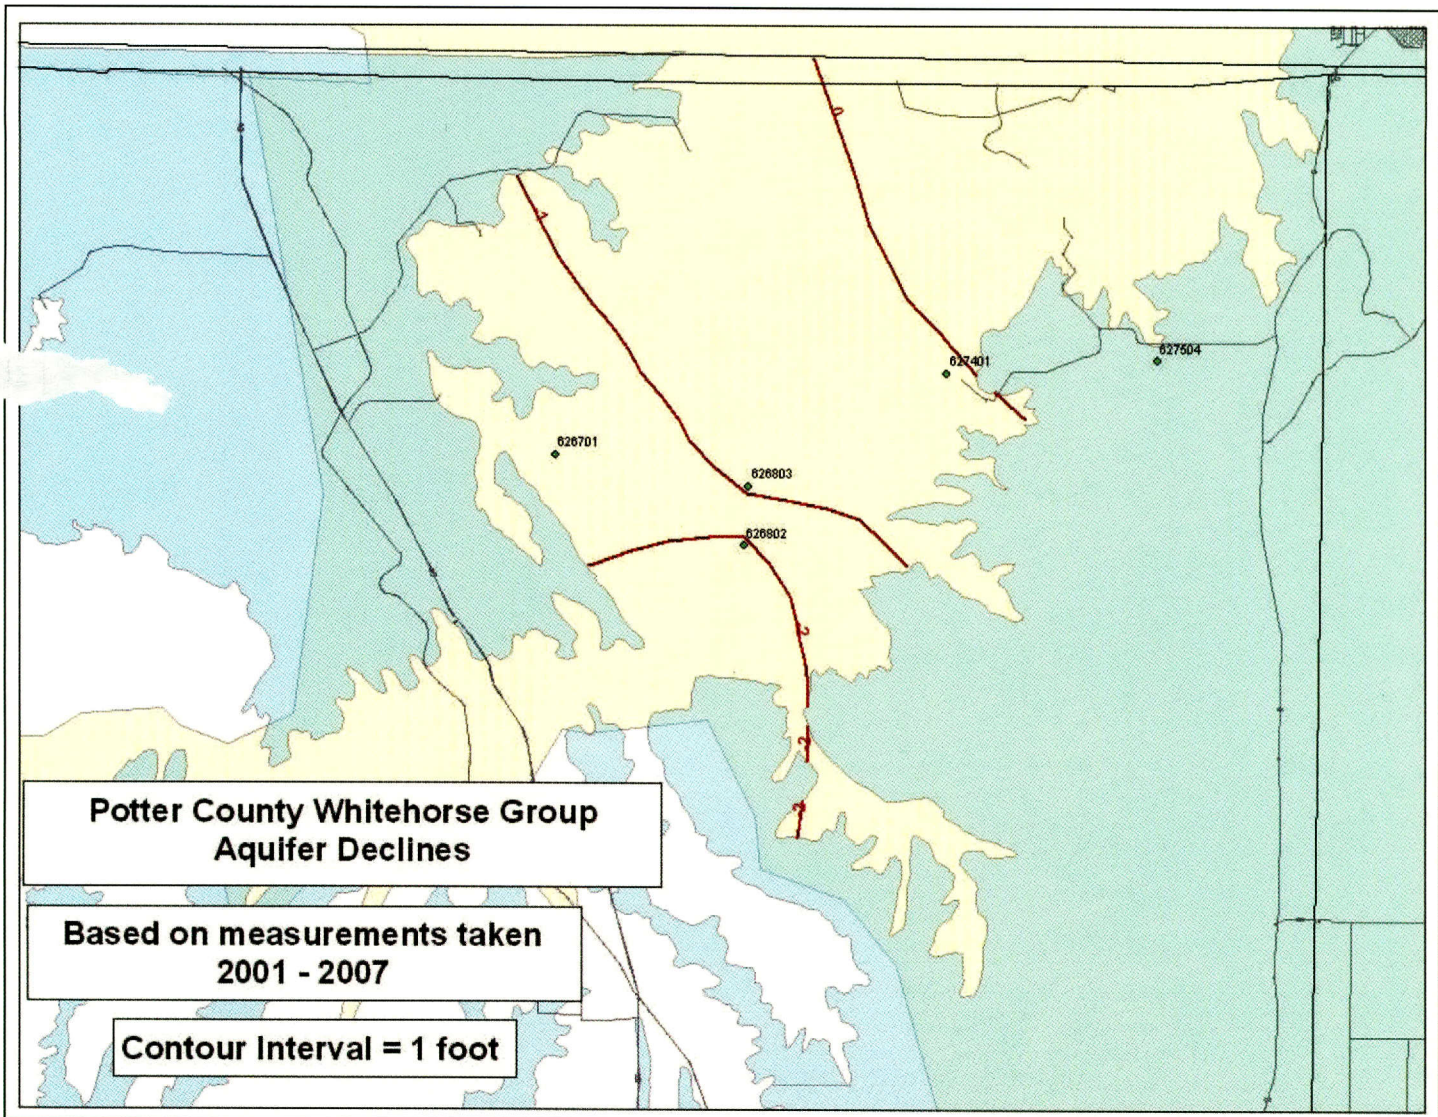 0
1
627401
627504
626701
626803
626802
2
2
2
Potter County Whitehorse Group
Aquifer Declines
Based on measurements taken
2001 - 2007
Contour Interval = 1 foot